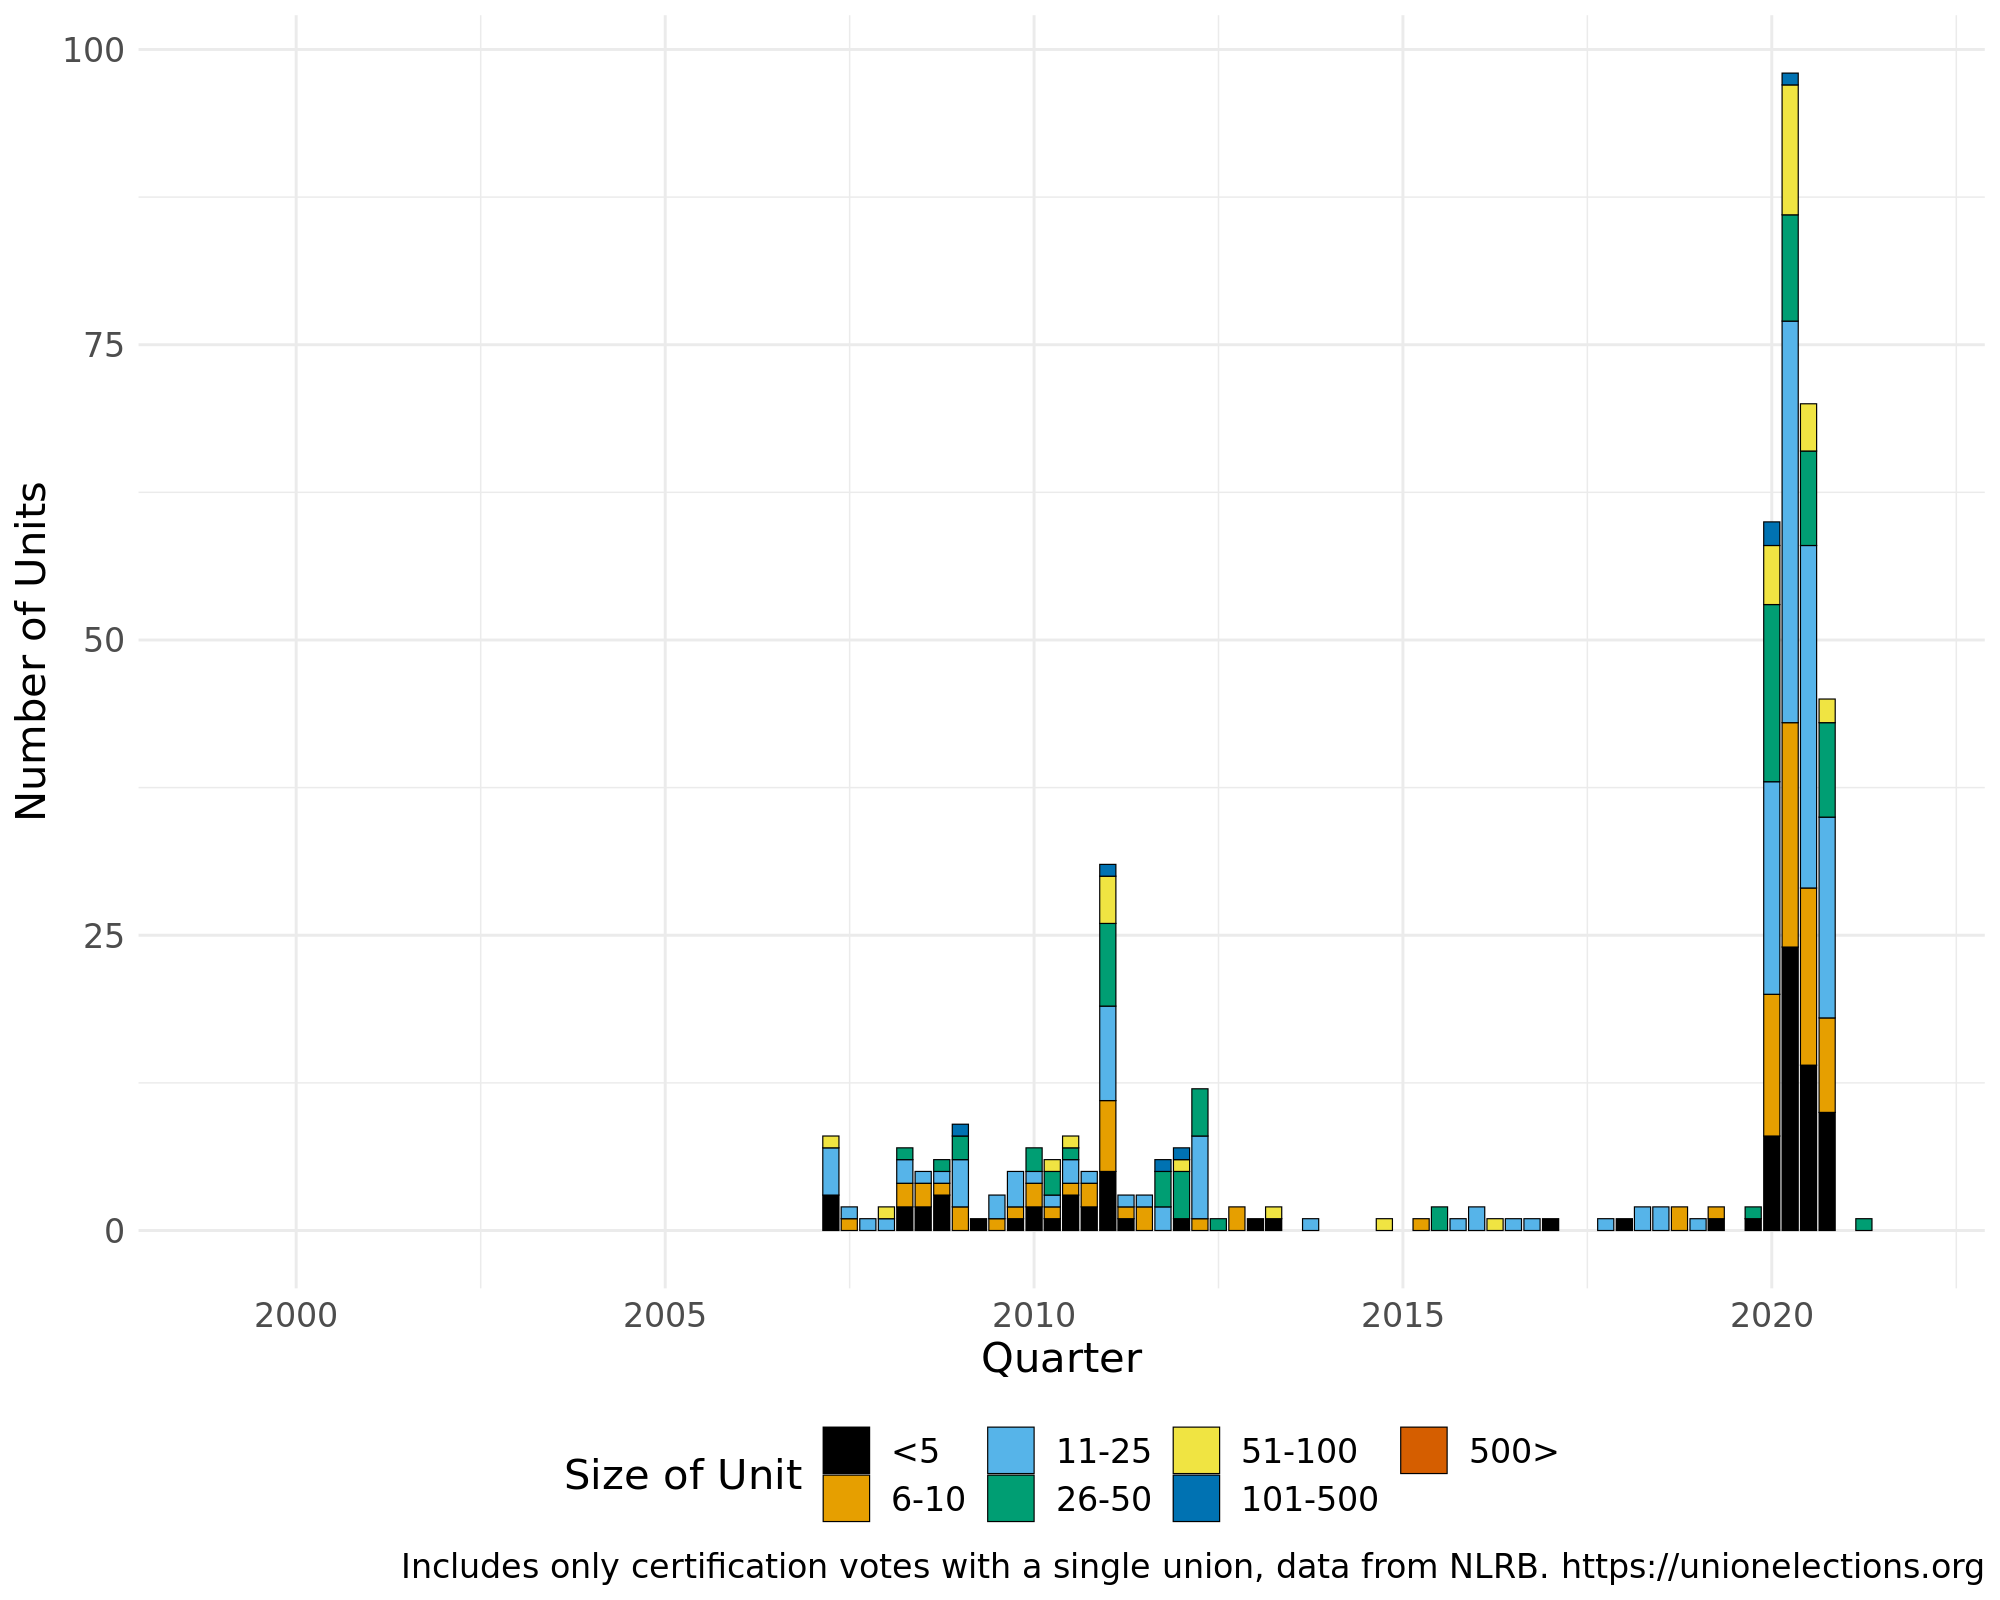 100
75
50
25
0
Number of Units
2000 2005 2010 2015 2020
Quarter
Size of Unit
<5 11-25 51-100 500>
6-10 26-50 101-500
Includes only certification votes with a single union, data from NLRB. https://unionelections.org